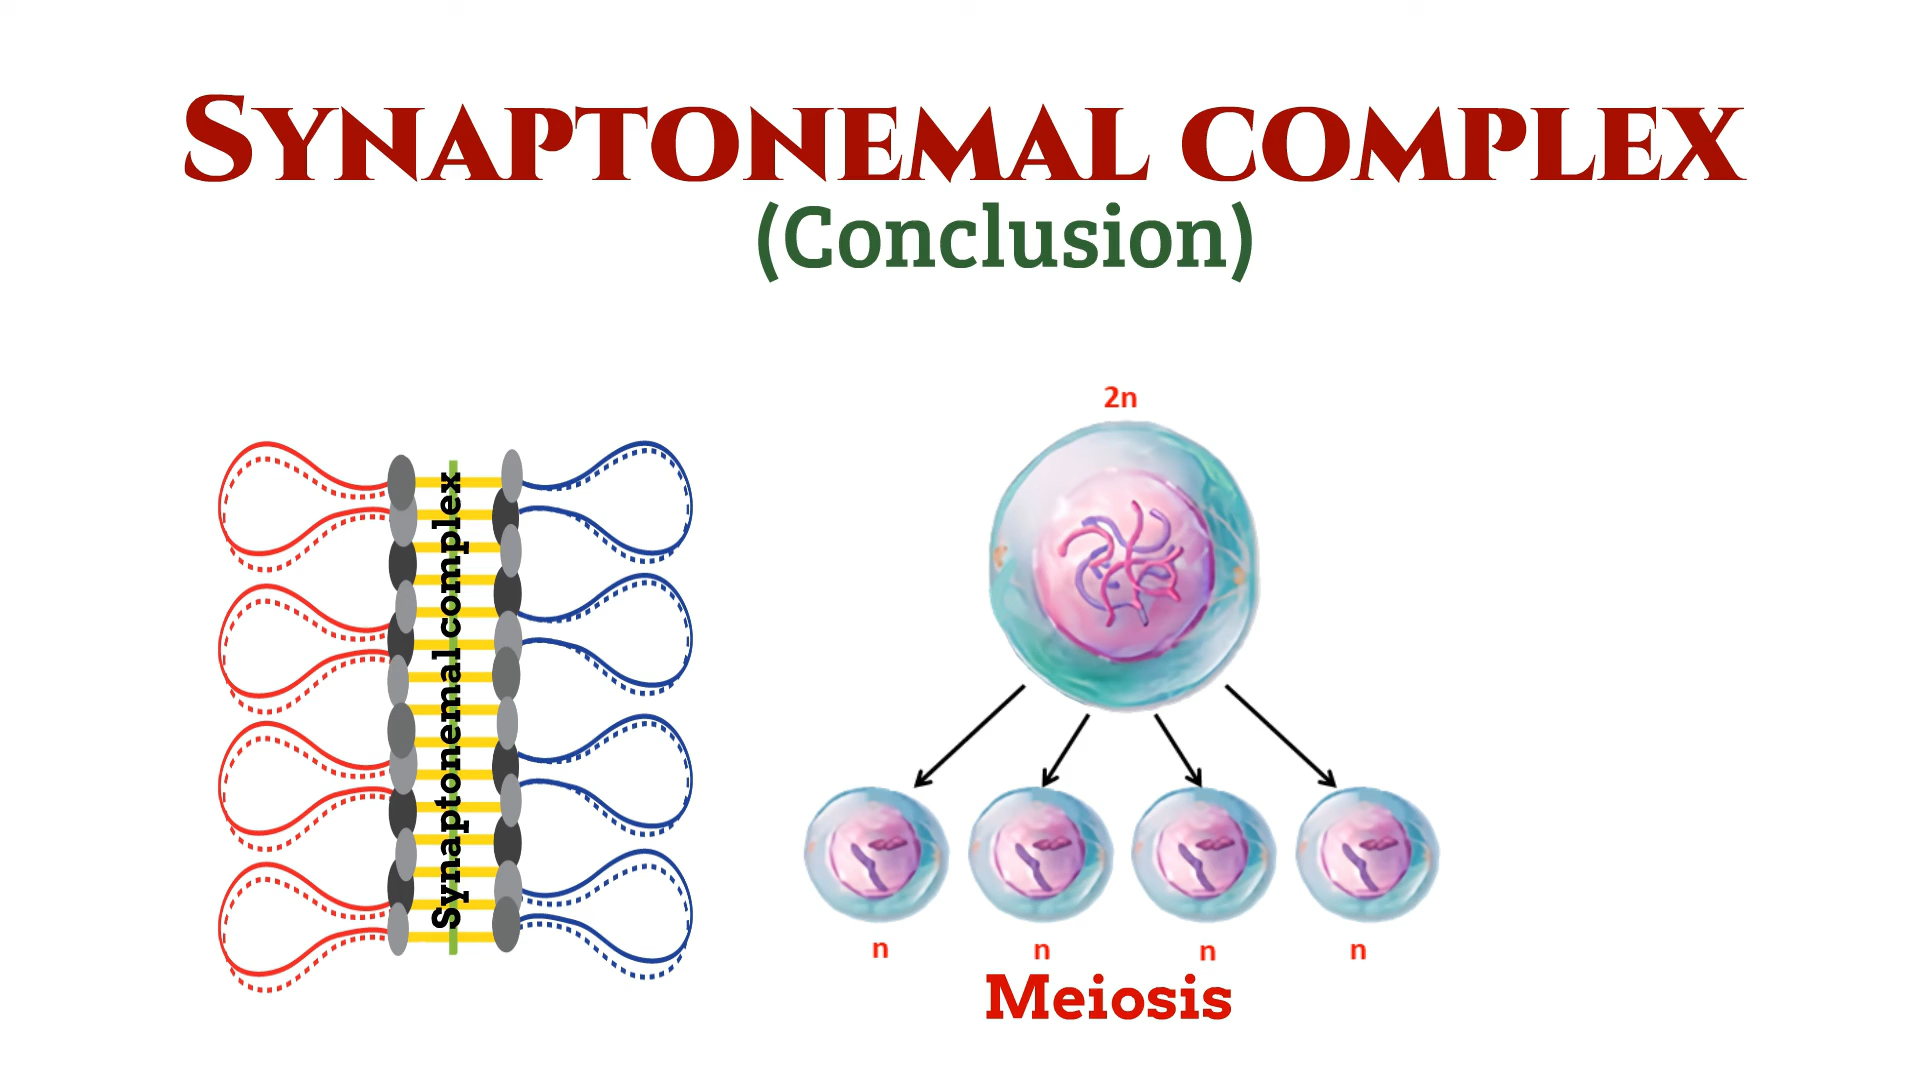 SYNAPTONEMAL COMPLEX
(Conclusion)
Synaptonemal complex
2n
n n n n
Meiosis